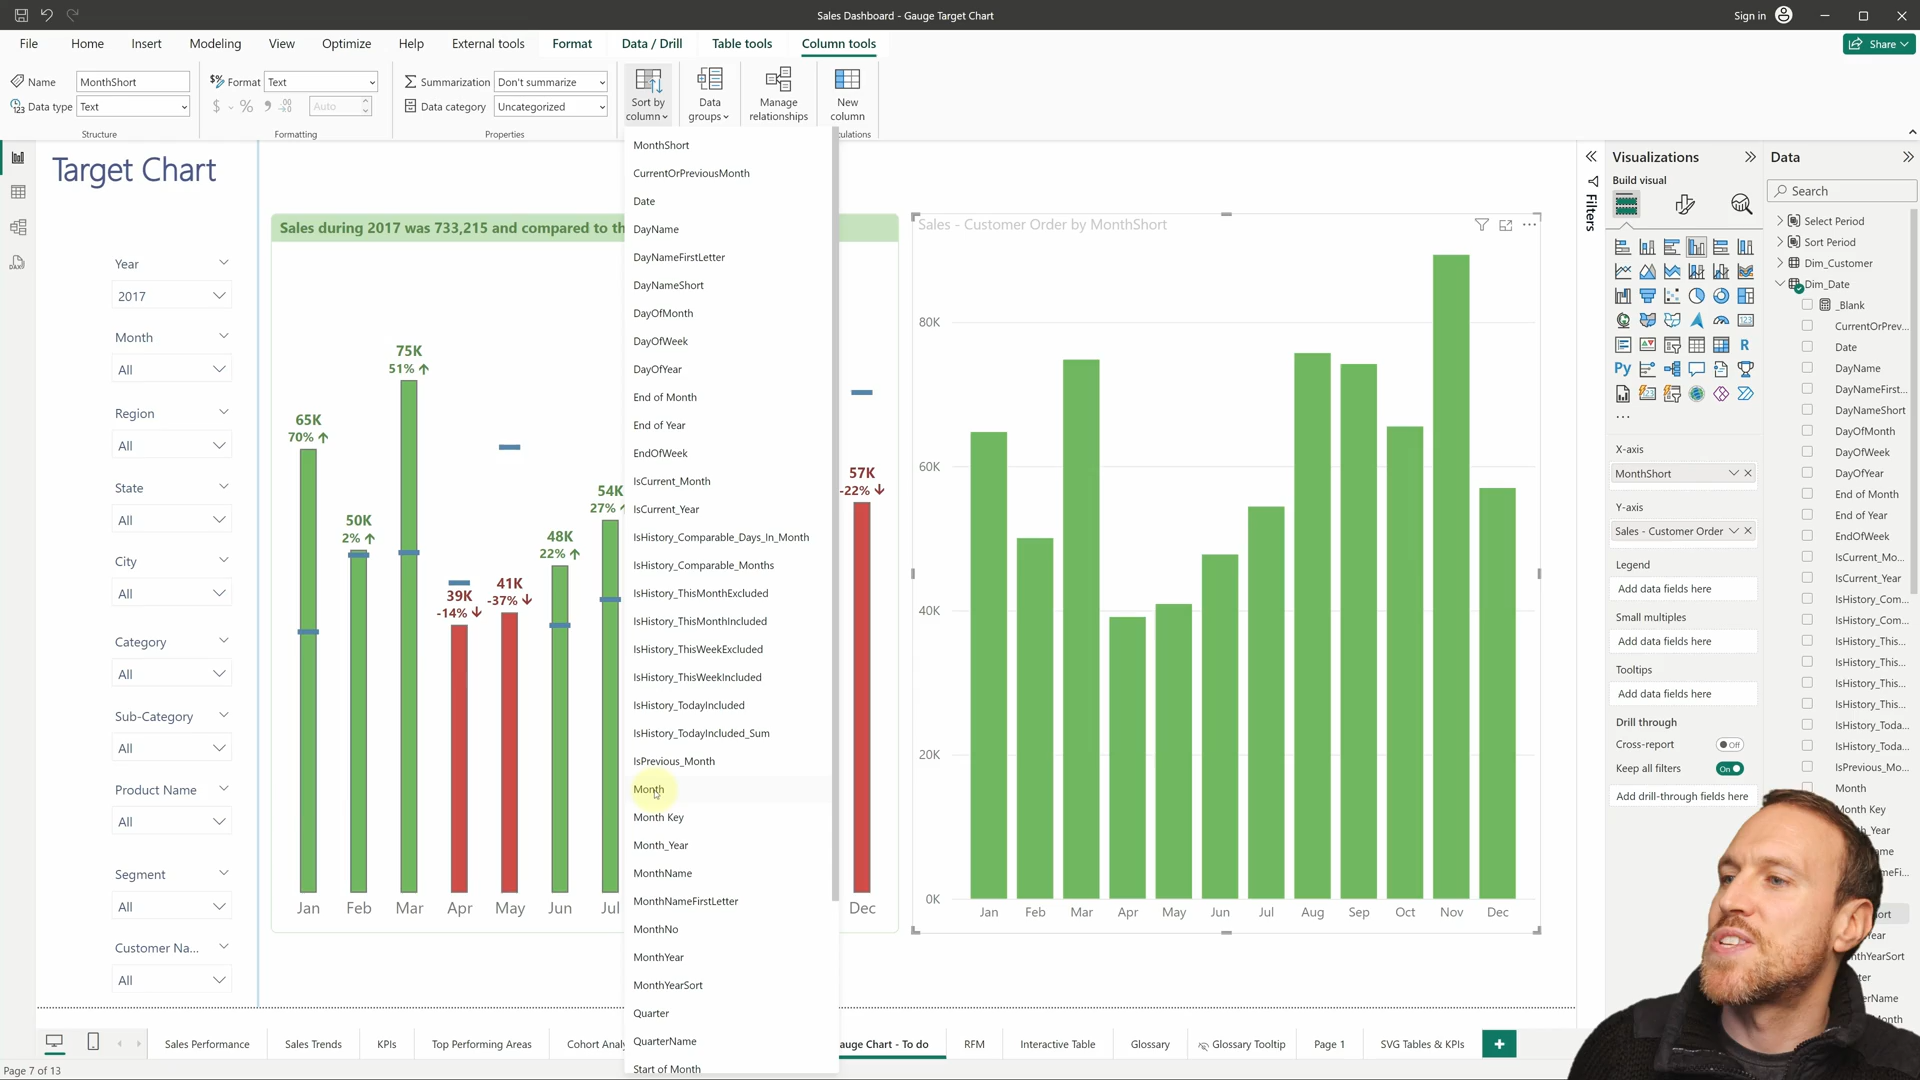 Sales Dashboard - Gauge Target Chart
Sign in
File
Home
Insert
Modeling
View
Optimize
Help
External tools
Format
Data / Drill
Table tools
Column tools
Share
Name
MonthShort
Data type
Text
Structure
Format
Text
$ %
Auto
Formatting
Summarization
Don't summarize
Data category
Uncategorized
Properties
Sort by
column
Data
groups
Manage
relationships
New
column
ulations
Target Chart
Year
2017
Month
All
Region
All
State
All
City
All
Category
All
Sub-Category
All
Product Name
All
Segment
All
Customer Na...
All
Sales during 2017 was 733,215 and compared to th
65K
70%
50K
2%
75K
51%
39K
-14%
41K
-37%
48K
22%
54K
27%
57K
-22%
Jan
Feb
Mar
Apr
May
Jun
Jul
Dec
MonthShort
CurrentOrPreviousMonth
Date
DayName
DayNameFirstLetter
DayNameShort
DayOfMonth
DayOfWeek
DayOfYear
End of Month
End of Year
EndOfWeek
IsCurrent_Month
IsCurrent_Year
IsHistory_Comparable_Days_In_Month
IsHistory_Comparable_Months
IsHistory_ThisMonthExcluded
IsHistory_ThisMonthIncluded
IsHistory_ThisWeekExcluded
IsHistory_ThisWeekIncluded
IsHistory_TodayIncluded
IsHistory_TodayIncluded_Sum
IsPrevious_Month
Month
Month Key
Month_Year
MonthName
MonthNameFirstLetter
MonthNo
MonthYear
MonthYearSort
Quarter
QuarterName
Start of Month
Sales - Customer Order by MonthShort
80K
60K
40K
20K
0K
Jan
Feb
Mar
Apr
May
Jun
Jul
Aug
Sep
Oct
Nov
Dec
Filters
Visualizations
Build visual
123
R
Py
X-axis
MonthShort
Y-axis
Sales - Customer Order
Legend
Add data fields here
Small multiples
Add data fields here
Tooltips
Add data fields here
Drill through
Cross-report
Off
Keep all filters
On
Add drill-through fields here
Data
Search
Select Period
Sort Period
Dim_Customer
Dim_Date
_Blank
CurrentOrPrev...
Date
DayName
DayNameFirst...
DayNameShort
DayOfMonth
DayOfWeek
DayOfYear
End of Month
End of Year
EndOfWeek
IsCurrent_Mo...
IsCurrent_Year
IsHistory_Com...
IsHistory_Com...
IsHistory_This...
IsHistory_This...
IsHistory_This...
IsHistory_This...
IsHistory_Toda...
IsHistory_Toda...
IsPrevious_Mo...
Month
onth Key
Sales Performance
Sales Trends
KPIs
Top Performing Areas
Cohort Analy
auge Chart - To do
RFM
Interactive Table
Glossary
Glossary Tooltip
Page 1
SVG Tables & KPIs
Page 7 of 13